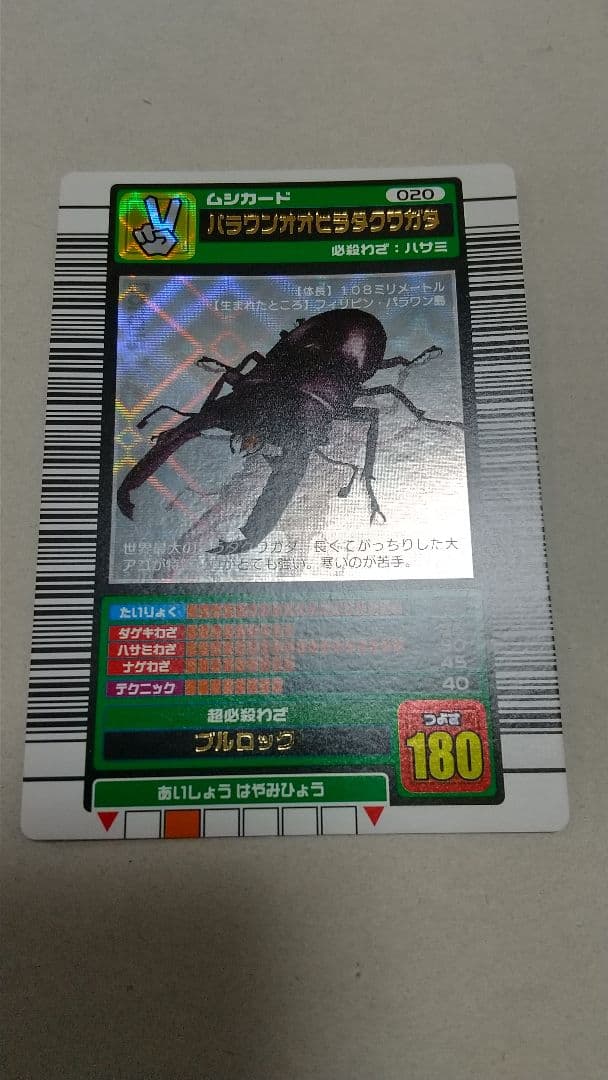 ムシカード
020
パラワンオオヒラタクワガタ
必殺わざ：ハサミ
【体長】108ミリメートル
【生まれたところ】フィリピン・パラワン島
世界最大の クワガタ 長くてがっちりした大
アゴが とても強い。寒いのが苦手。
たいりょく
ダゲキわざ
ハサミわざ
ナゲわざ 45
テクニック 40
超必殺わざ
ブルロック
つよさ
180
あいしょう はやみひょう